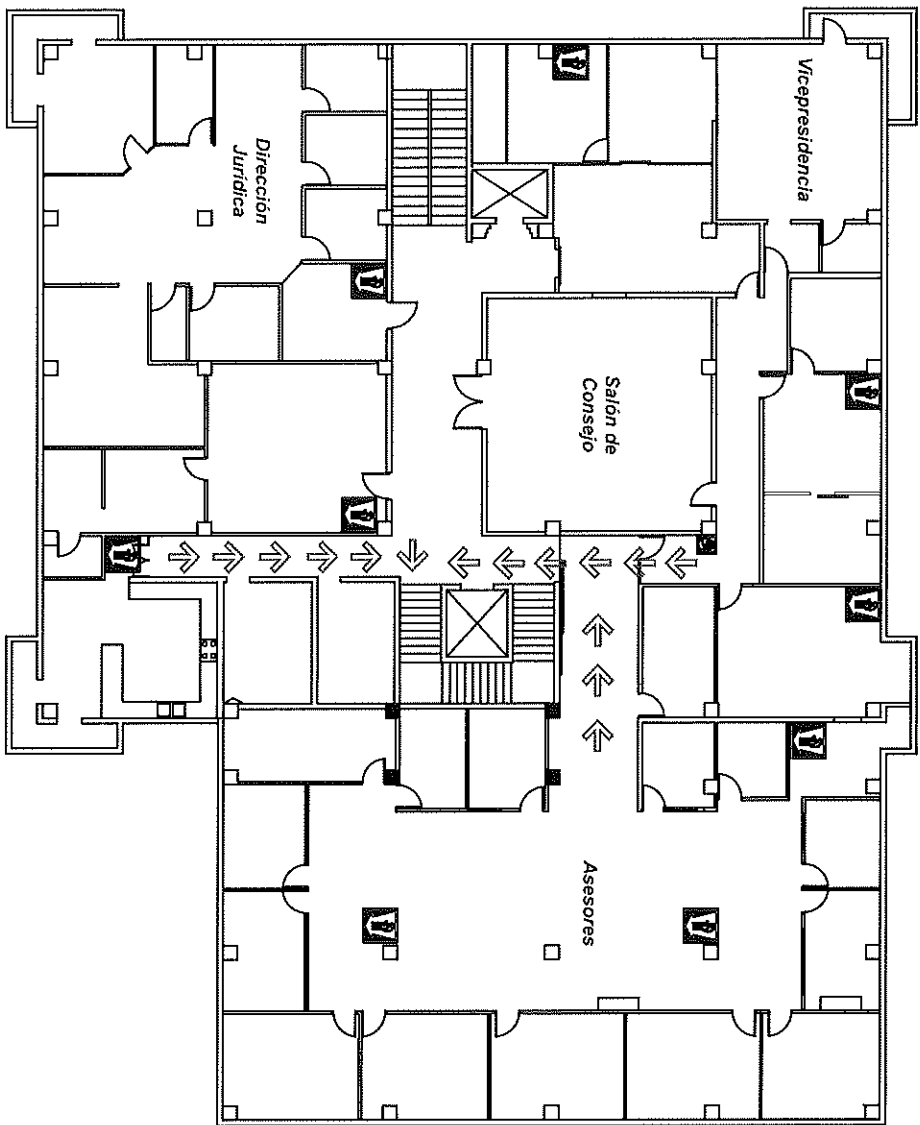 Vicepresidencia
Dirección
Jurídica
Salón de
Consejo
Asesores